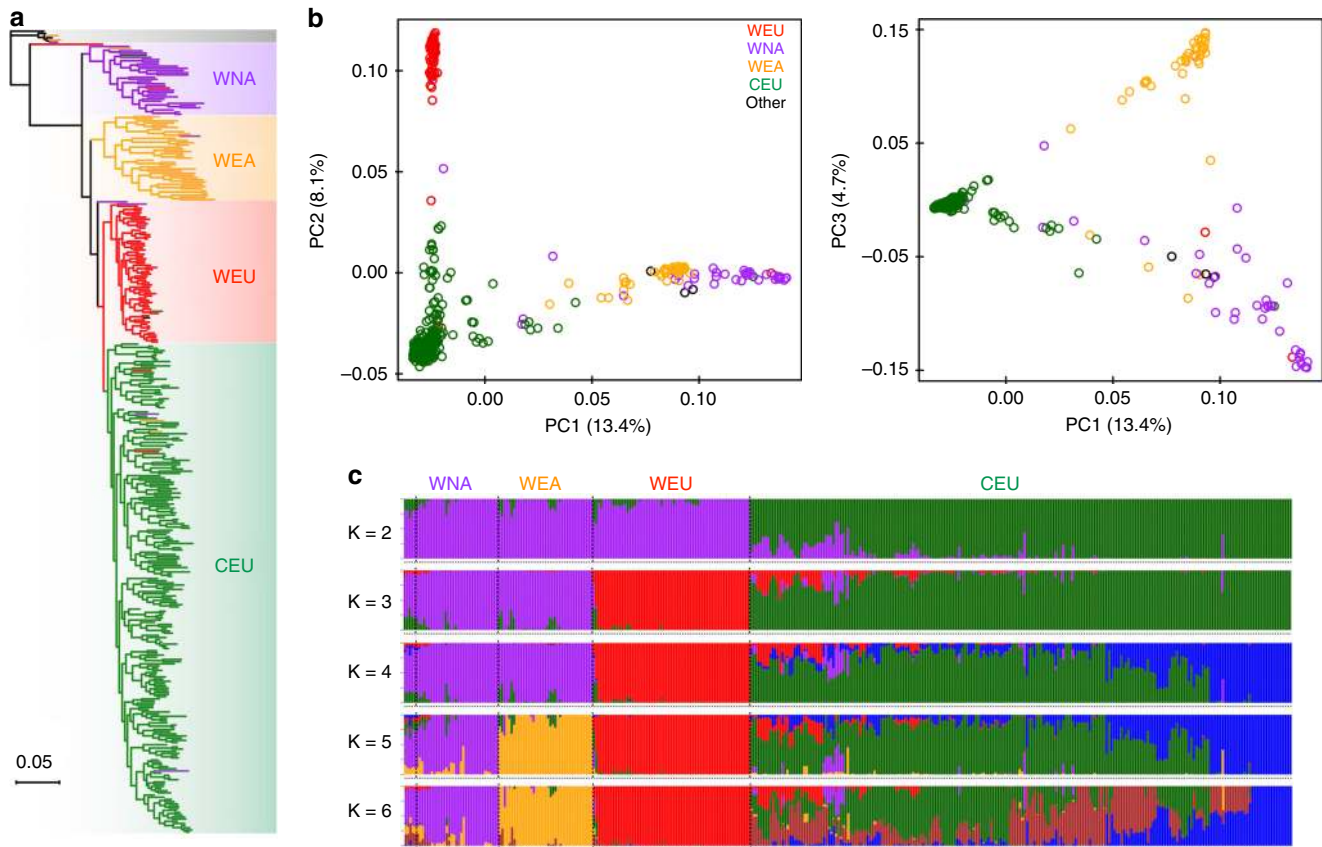 a
WNA
WEA
WEU
CEU
0.05
b
WEU
WNA
WEA
CEU
Other
PC2 (8.1%)
0.10
0.05
0.00
−0.05
0.00
0.05
0.10
PC1 (13.4%)
PC3 (4.7%)
0.15
0.05
−0.05
−0.15
0.00
0.05
0.10
PC1 (13.4%)
c
WNA
WEA
WEU
CEU
K = 2
K = 3
K = 4
K = 5
K = 6